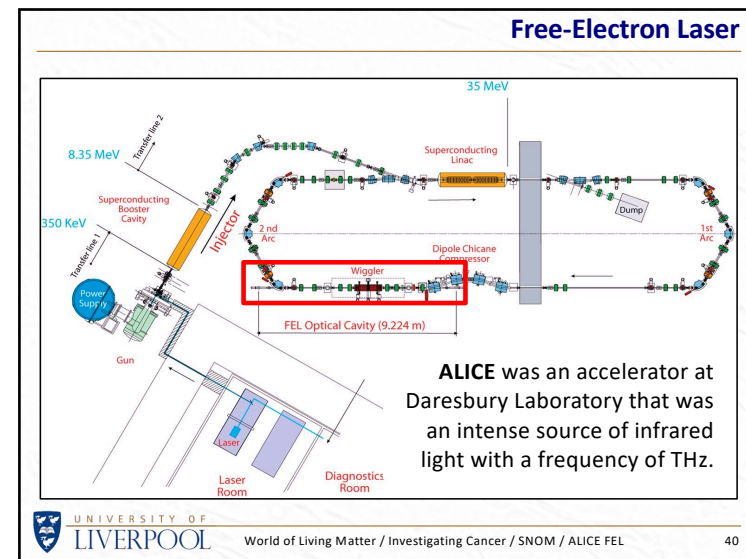 Free-Electron Laser
35 MeV
Transfer line 2
8.35 MeV
Superconducting
Linac
Superconducting
Booster
Cavity
Injector
Dump
350 KeV
Transfer line 1
2 nd
Arc
1st
Arc
Dipole Chicane
Compressor
Wiggler
Power
Supply
FEL Optical Cavity (9.224 m)
Gun
ALICE was an accelerator at
Daresbury Laboratory that was
an intense source of infrared
light with a frequency of THz.
Laser
Laser
Room
Diagnostics
Room
UNIVERSITY OF
LIVERPOOL
World of Living Matter / Investigating Cancer / SNOM / ALICE FEL
40